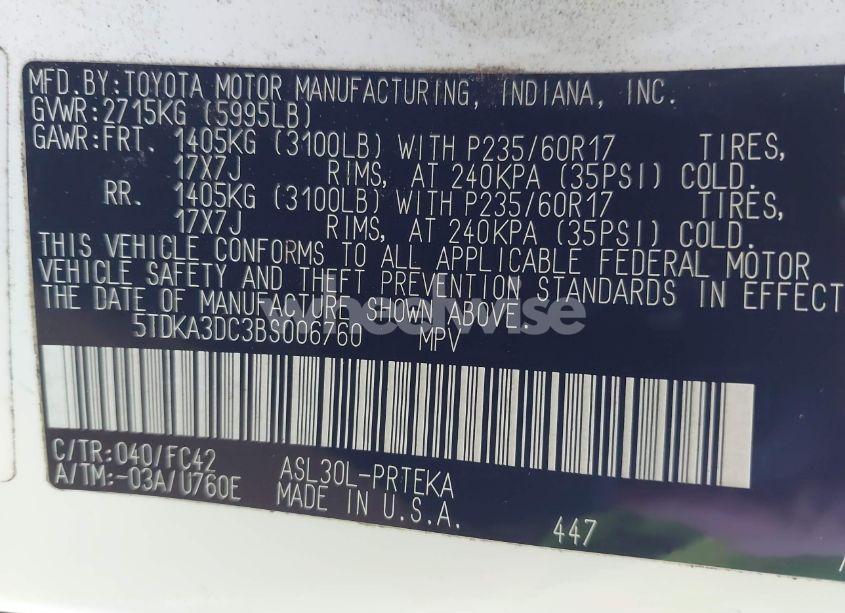 MFD.BY:TOYOTA MOTOR MANUFACTURING, INDIANA, INC.
GVWR:2715KG (5995LB)
GAWR:FRT. 1405KG (3100LB) WITH P235/60R17 TIRES,
17X7J RIMS, AT 240KPA (35PSI) COLD.
RR. 1405KG (3100LB) WITH P235/60R17 TIRES,
17X7J RIMS, AT 240KPA (35PSI) COLD.
THIS VEHICLE CONFORMS TO ALL APPLICABLE FEDERAL MOTOR
VEHICLE SAFETY AND THEFT PREVENTION STANDARDS IN EFFECT
THE DATE OF MANUFACTURE SHOWN ABOVE.
wheelwise
5TDKA3DC3BS006760 MPV
C/TR:040/FC42 ASL30L-PRTEKA
A/TM:-03A/U760E MADE IN U.S.A.
447